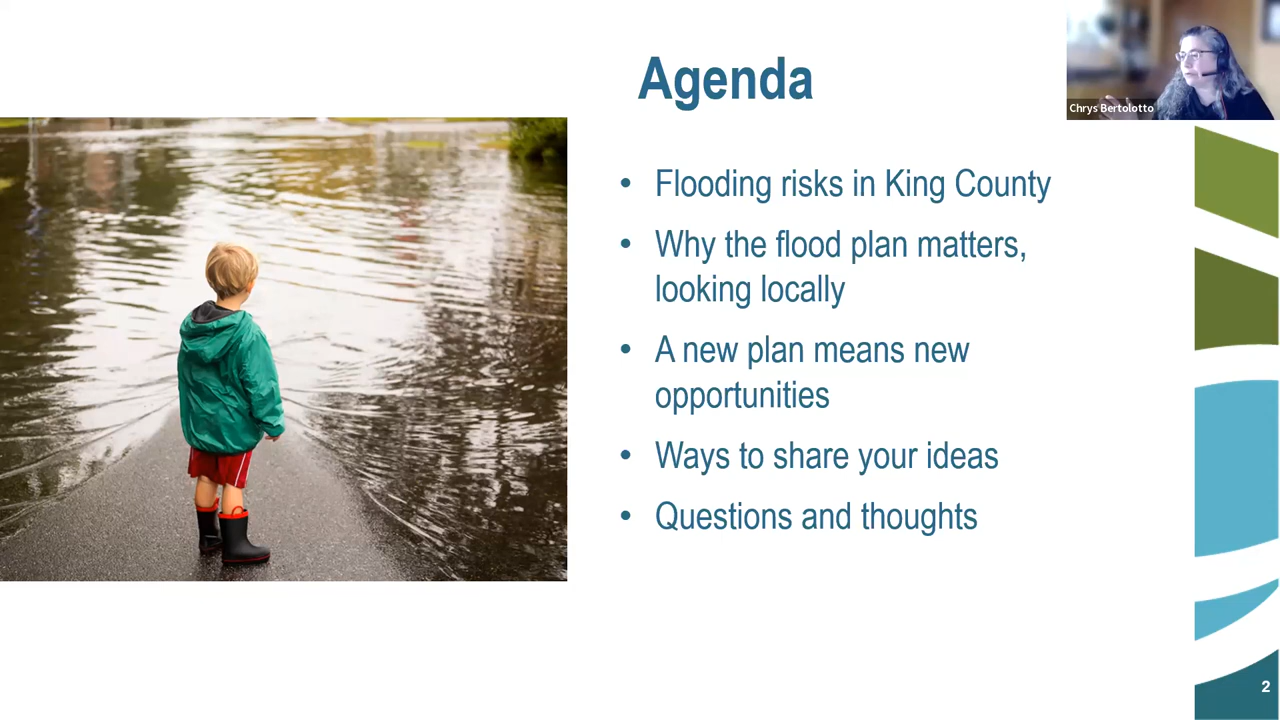 Agenda
Chrys Bertolotto
• Flooding risks in King County
• Why the flood plan matters,
looking locally
• A new plan means new
opportunities
• Ways to share your ideas
• Questions and thoughts
2